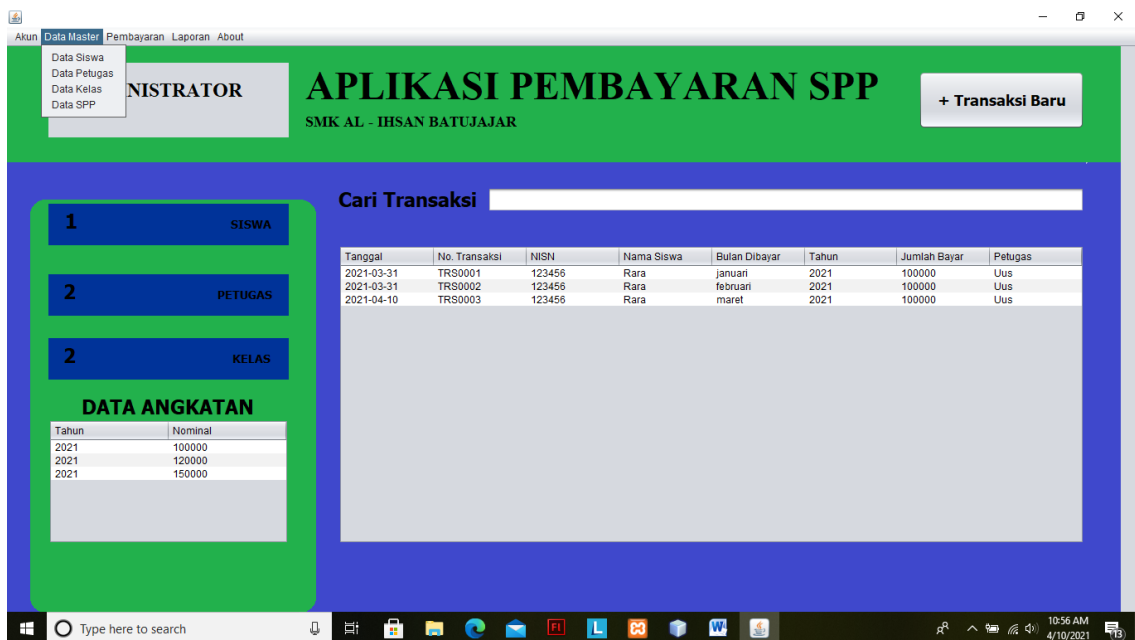 Akun Data Master Pembayaran Laporan About
Data Siswa
Data Petugas
Data Kelas
Data SPP
NISTRATOR
APLIKASI PEMBAYARAN SPP
SMK AL - IHSAN BATUJAJAR
+ Transaksi Baru
Cari Transaksi
1 SISWA
2 PETUGAS
2 KELAS
DATA ANGKATAN
Tahun Nominal
2021 100000
2021 120000
2021 150000
Tanggal No. Transaksi NISN Nama Siswa Bulan Dibayar Tahun Jumlah Bayar Petugas
2021-03-31 TRS0001 123456 Rara januari 2021 100000 Uus
2021-03-31 TRS0002 123456 Rara februari 2021 100000 Uus
2021-04-10 TRS0003 123456 Rara maret 2021 100000 Uus
Type here to search
10:56 AM
4/10/2021
13